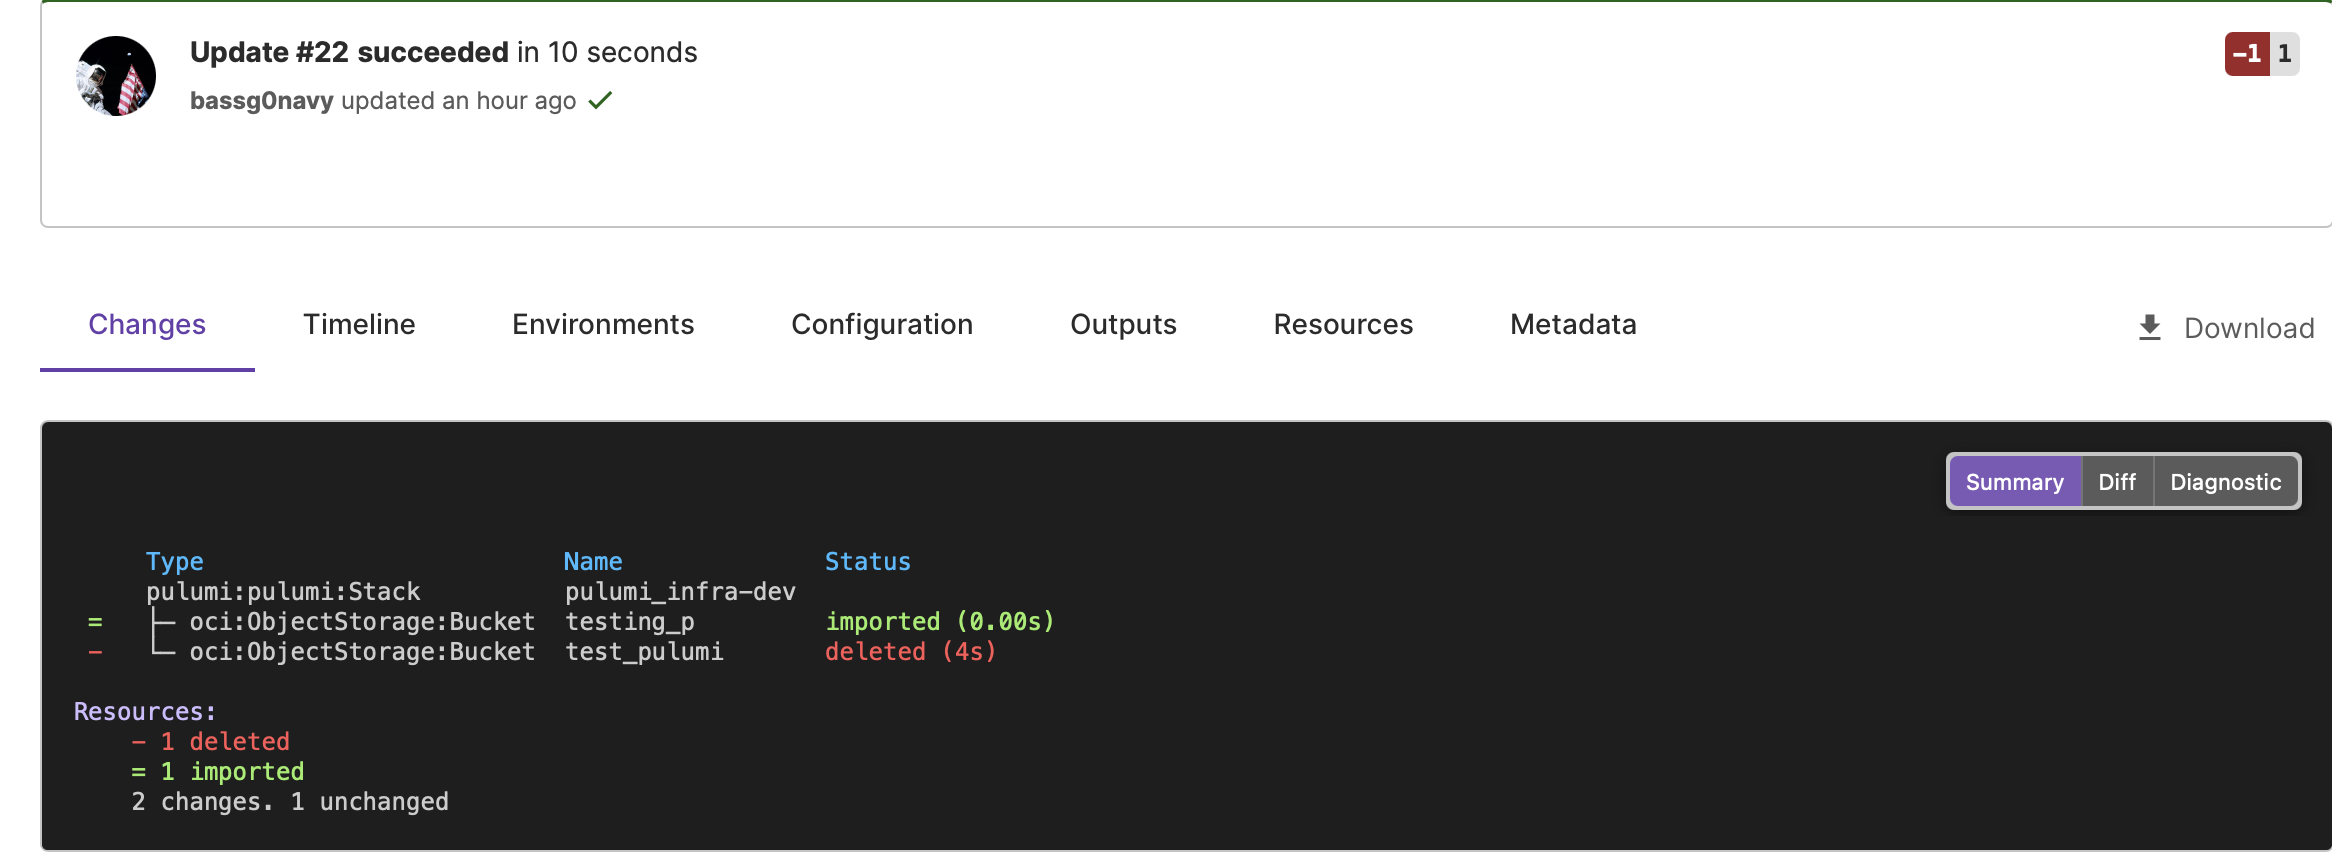 Update #22 succeeded in 10 seconds
-1 1
bassg0navy updated an hour ago
Changes Timeline Environments Configuration Outputs Resources Metadata Download
Summary Diff Diagnostic
Type Name Status
pulumi:pulumi:Stack pulumi_infra-dev
= ├─ oci:ObjectStorage:Bucket testing_p imported (0.00s)
- └─ oci:ObjectStorage:Bucket test_pulumi deleted (4s)
Resources:
- 1 deleted
= 1 imported
2 changes. 1 unchanged